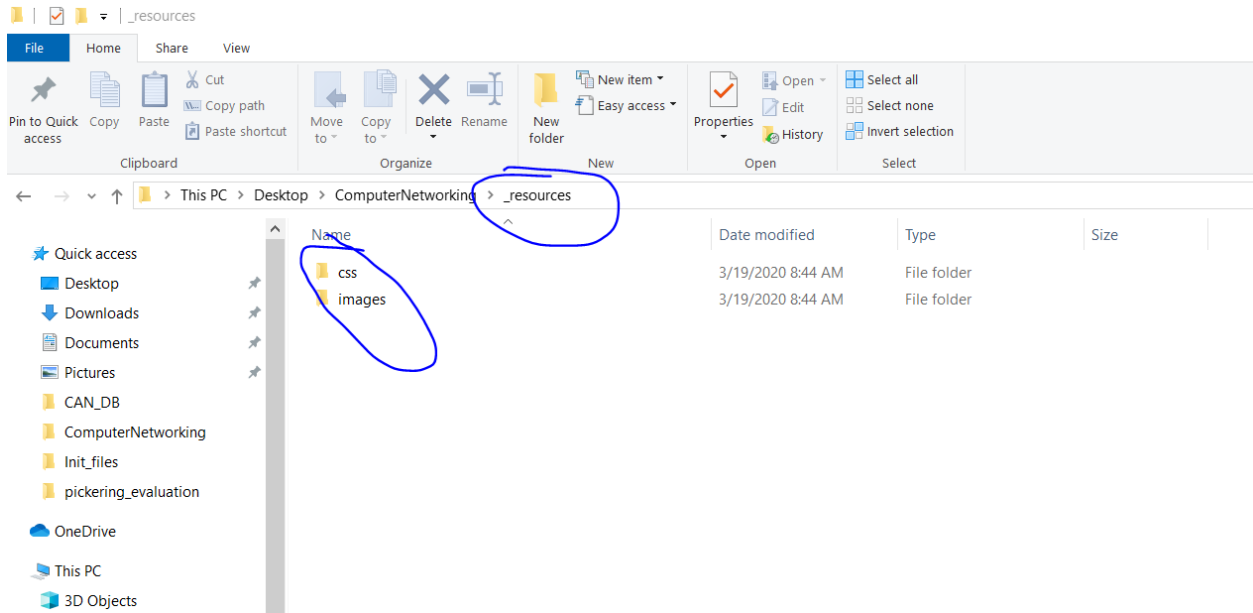 _resources
File Home Share View
Pin to Quick access
Copy
Paste
Cut
Copy path
Paste shortcut
Clipboard
Move to
Copy to
Delete
Rename
Organize
New folder
New item
Easy access
New
Properties
Open
Edit
History
Open
Select all
Select none
Invert selection
Select
This PC > Desktop > ComputerNetworking > _resources
Name Date modified Type Size
css 3/19/2020 8:44 AM File folder
images 3/19/2020 8:44 AM File folder
Quick access
Desktop
Downloads
Documents
Pictures
CAN_DB
ComputerNetworking
Init_files
pickering_evaluation
OneDrive
This PC
3D Objects